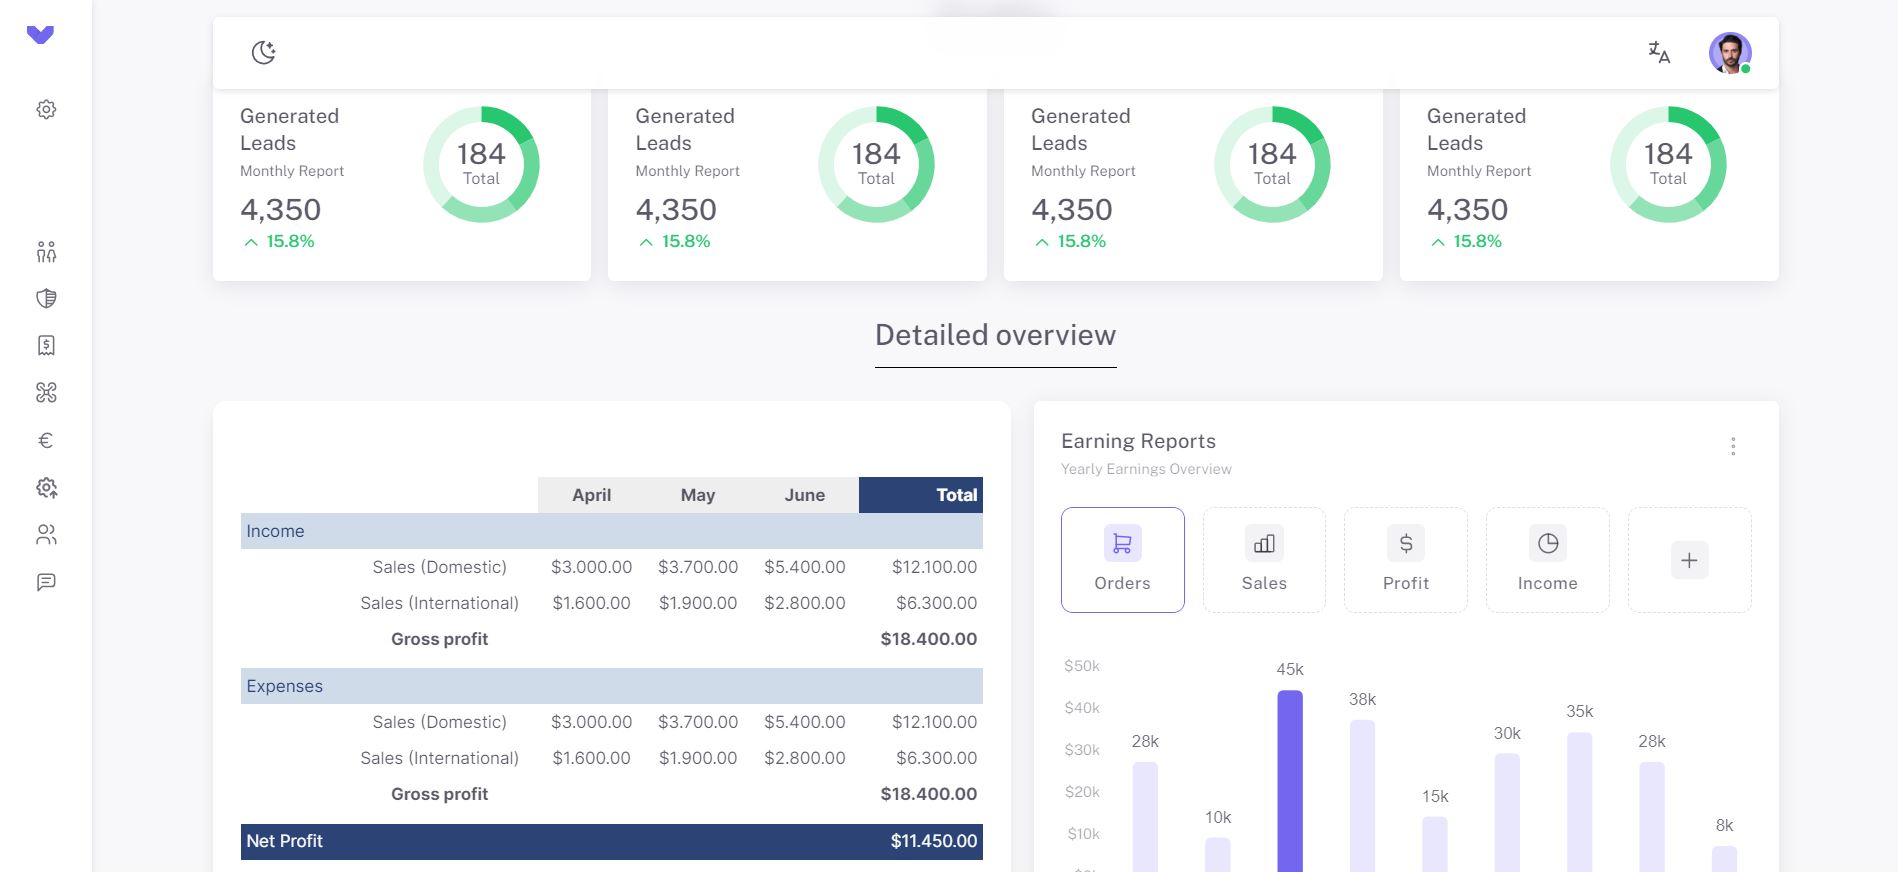 Generated
Leads
Monthly Report
4,350
15.8%
184
Total
Generated
Leads
Monthly Report
4,350
15.8%
184
Total
Generated
Leads
Monthly Report
4,350
15.8%
184
Total
Generated
Leads
Monthly Report
4,350
15.8%
184
Total
Detailed overview
April May June Total
Income
Sales (Domestic) $3.000.00 $3.700.00 $5.400.00 $12.100.00
Sales (International) $1.600.00 $1.900.00 $2.800.00 $6.300.00
Gross profit $18.400.00
Expenses
Sales (Domestic) $3.000.00 $3.700.00 $5.400.00 $12.100.00
Sales (International) $1.600.00 $1.900.00 $2.800.00 $6.300.00
Gross profit $18.400.00
Net Profit $11.450.00
Earning Reports
Yearly Earnings Overview
Orders Sales Profit Income
$50k
$40k
$30k
$20k
$10k
28k 10k 45k 38k 15k 30k 35k 28k 8k